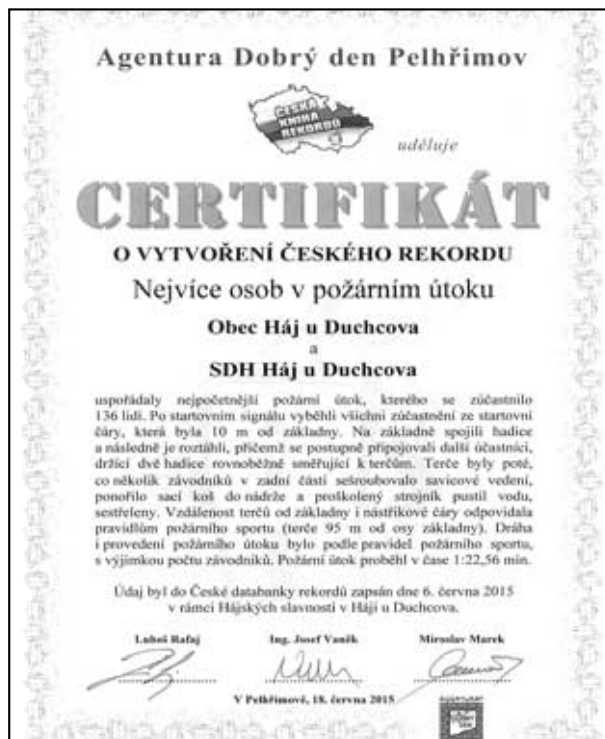 Agentura Dobrý den Pelhřimov
ČESKÁ
KNIHA
REKORDŮ
uděluje
CERTIFIKÁT
O VYTVOŘENÍ ČESKÉHO REKORDU
Nejvíce osob v požárním útoku
Obec Háj u Duchcova
a
SDH Háj u Duchcova
uspořádaly nejpočetnější požární útok, kterého se zúčastnilo
136 lidí. Po startovním signálu vyběhli všichni zúčastnění ze startovní
čáry, která byla 10 m od základny. Na základně spojili hadice
a následně je roztáhli, přičemž se postupně připojovali další účastníci,
držící dvě hadice rovnoběžně směřující k terčům. Terče byly poté,
co několik závodníků v zadní části sešroubovalo savicové vedení,
ponořilo sací koš do nádrže a proškolený strojník pustil vodu,
sestřeleny. Vzdálenost terčů od základny i nástřikové čáry odpovídala
pravidlům požárního sportu (terče 95 m od osy základny). Dráha
i provedení požárního útoku bylo podle pravidel požárního sportu,
s výjimkou počtu závodníků. Požární útok proběhl v čase 1:22,56 min.
Údaj byl do České databanky rekordů zapsán dne 6. června 2015
v rámci Hájských slavností v Háji u Duchcova.
Luboš Rafaj Ing. Josef Vaněk Miroslav Marek
V Pelhřimově, 18. června 2015
AGENTURA
DOBRÝ
DEN